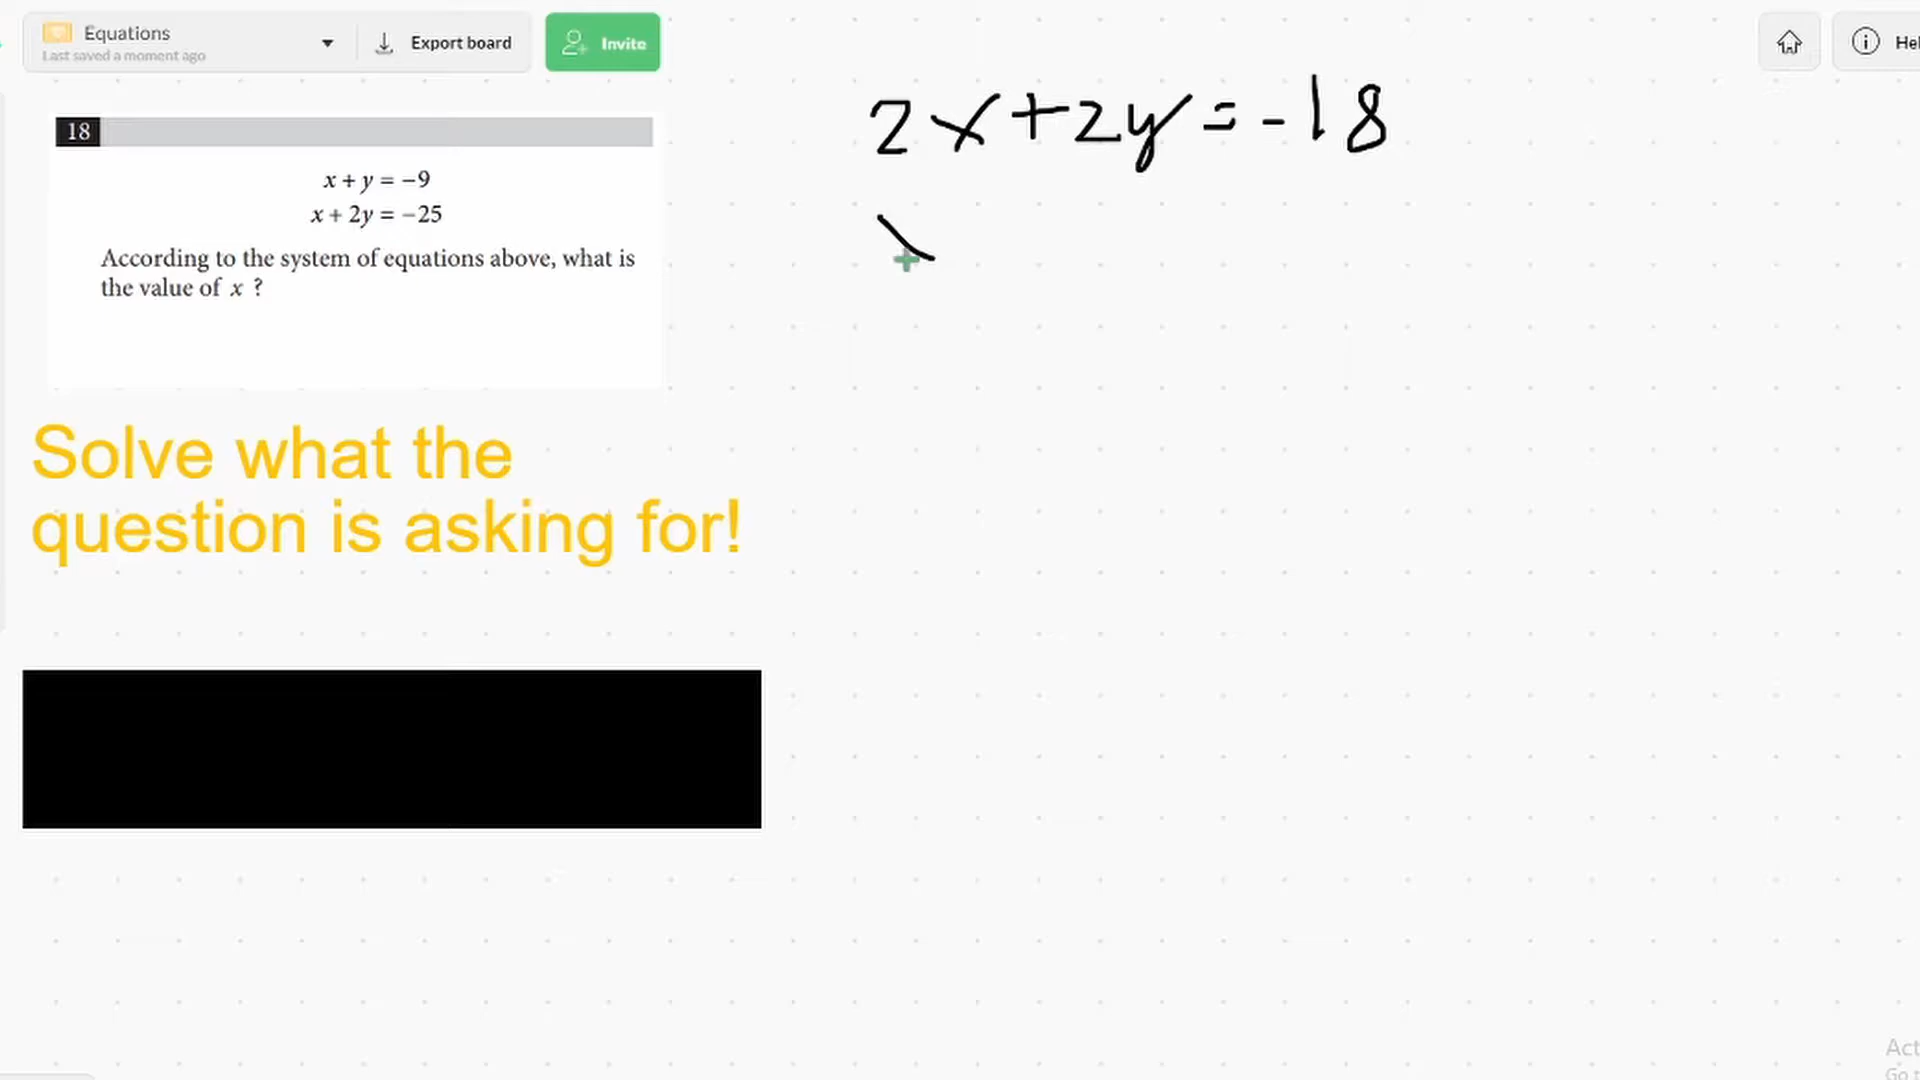 Equations
Last saved a moment ago
Export board
Invite
18
x + y = −9
x + 2y = −25
According to the system of equations above, what is
the value of x ?
Solve what the
question is asking for!
2x+2y=-18